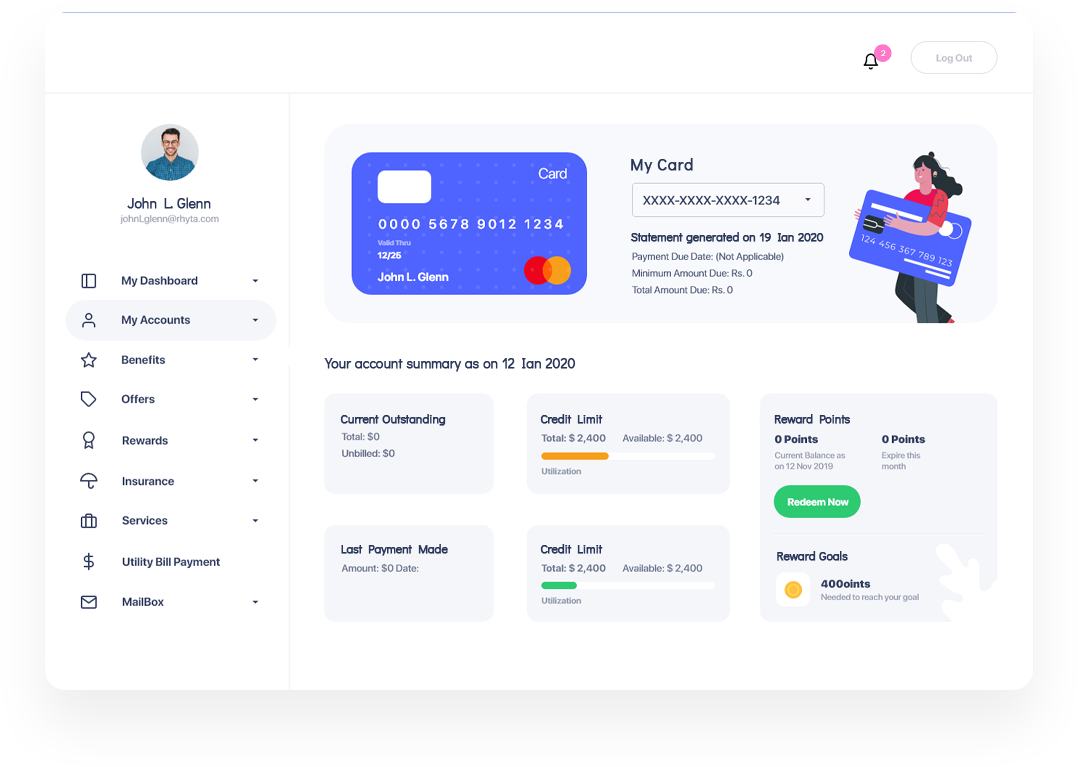 2
Log Out
John L. Glenn
johnLglenn@rhyta.com
My Dashboard
My Accounts
Benefits
Offers
Rewards
Insurance
Services
Utility Bill Payment
MailBox
Card
0000 5678 9012 1234
Valid Thru
12/25
John L. Glenn
My Card
XXXX-XXXX-XXXX-1234
Statement generated on 19 Ian 2020
Payment Due Date: (Not Applicable)
Minimum Amount Due: Rs. 0
Total Amount Due: Rs. 0
124 456 367 789 123
Your account summary as on 12 Ian 2020
Current Outstanding
Total: $0
Unbilled: $0
Credit Limit
Total: $ 2,400 Available: $ 2,400
Utilization
Reward Points
0 Points 0 Points
Current Balance as
on 12 Nov 2019
Expire this
month
Redeem Now
Last Payment Made
Amount: $0 Date:
Credit Limit
Total: $ 2,400 Available: $ 2,400
Utilization
Reward Goals
400oints
Needed to reach your goal